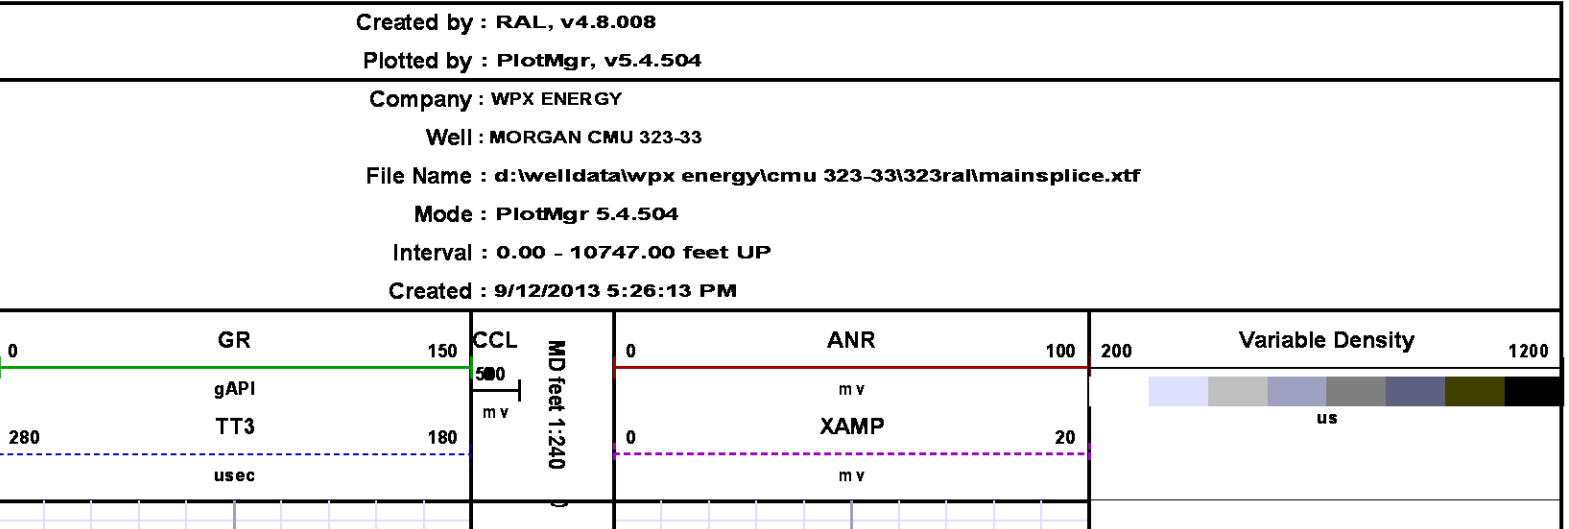 Created by : RAL, v4.8.008
Plotted by : PlotMgr, v5.4.504
Company : WPX ENERGY
Well : MORGAN CMU 323-33
File Name : d:\welldata\wpx energy\cmu 323-33\323ral\mainsplice.xtf
Mode : PlotMgr 5.4.504
Interval : 0.00 - 10747.00 feet UP
Created : 9/12/2013 5:26:13 PM
0 GR 150
gAPI
280 TT3 180
usec
CCL
mv
MD feet 1:240
0 ANR 100
mv
0 XAMP 20
mv
200 Variable Density 1200
us